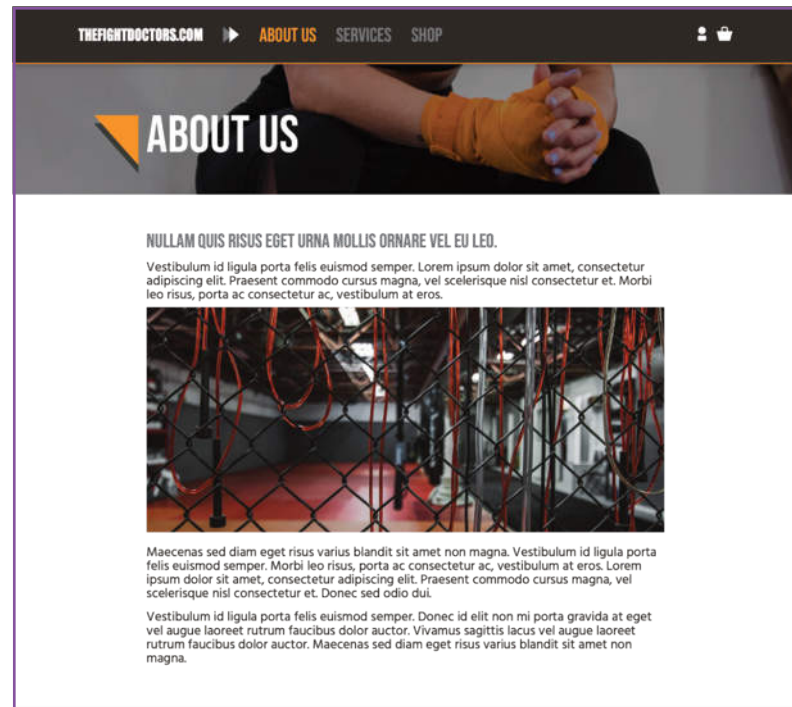 THEFIGHTDOCTORS.COM ABOUT US SERVICES SHOP
ABOUT US
NULLAM QUIS RISUS EGET URNA MOLLIS ORNARE VEL EU LEO.
Vestibulum id ligula porta felis euismod semper. Lorem ipsum dolor sit amet, consectetur
adipiscing elit. Praesent commodo cursus magna, vel scelerisque nisl consectetur et. Morbi
leo risus, porta ac consectetur ac, vestibulum at eros.
Maecenas sed diam eget risus varius blandit sit amet non magna. Vestibulum id ligula porta
felis euismod semper. Morbi leo risus, porta ac consectetur ac, vestibulum at eros. Lorem
ipsum dolor sit amet, consectetur adipiscing elit. Praesent commodo cursus magna, vel
scelerisque nisl consectetur et. Donec sed odio dui.
Vestibulum id ligula porta felis euismod semper. Donec id elit non mi porta gravida at eget
vel augue laoreet rutrum faucibus dolor auctor. Vivamus sagittis lacus vel augue laoreet
rutrum faucibus dolor auctor. Maecenas sed diam eget risus varius blandit sit amet non
magna.